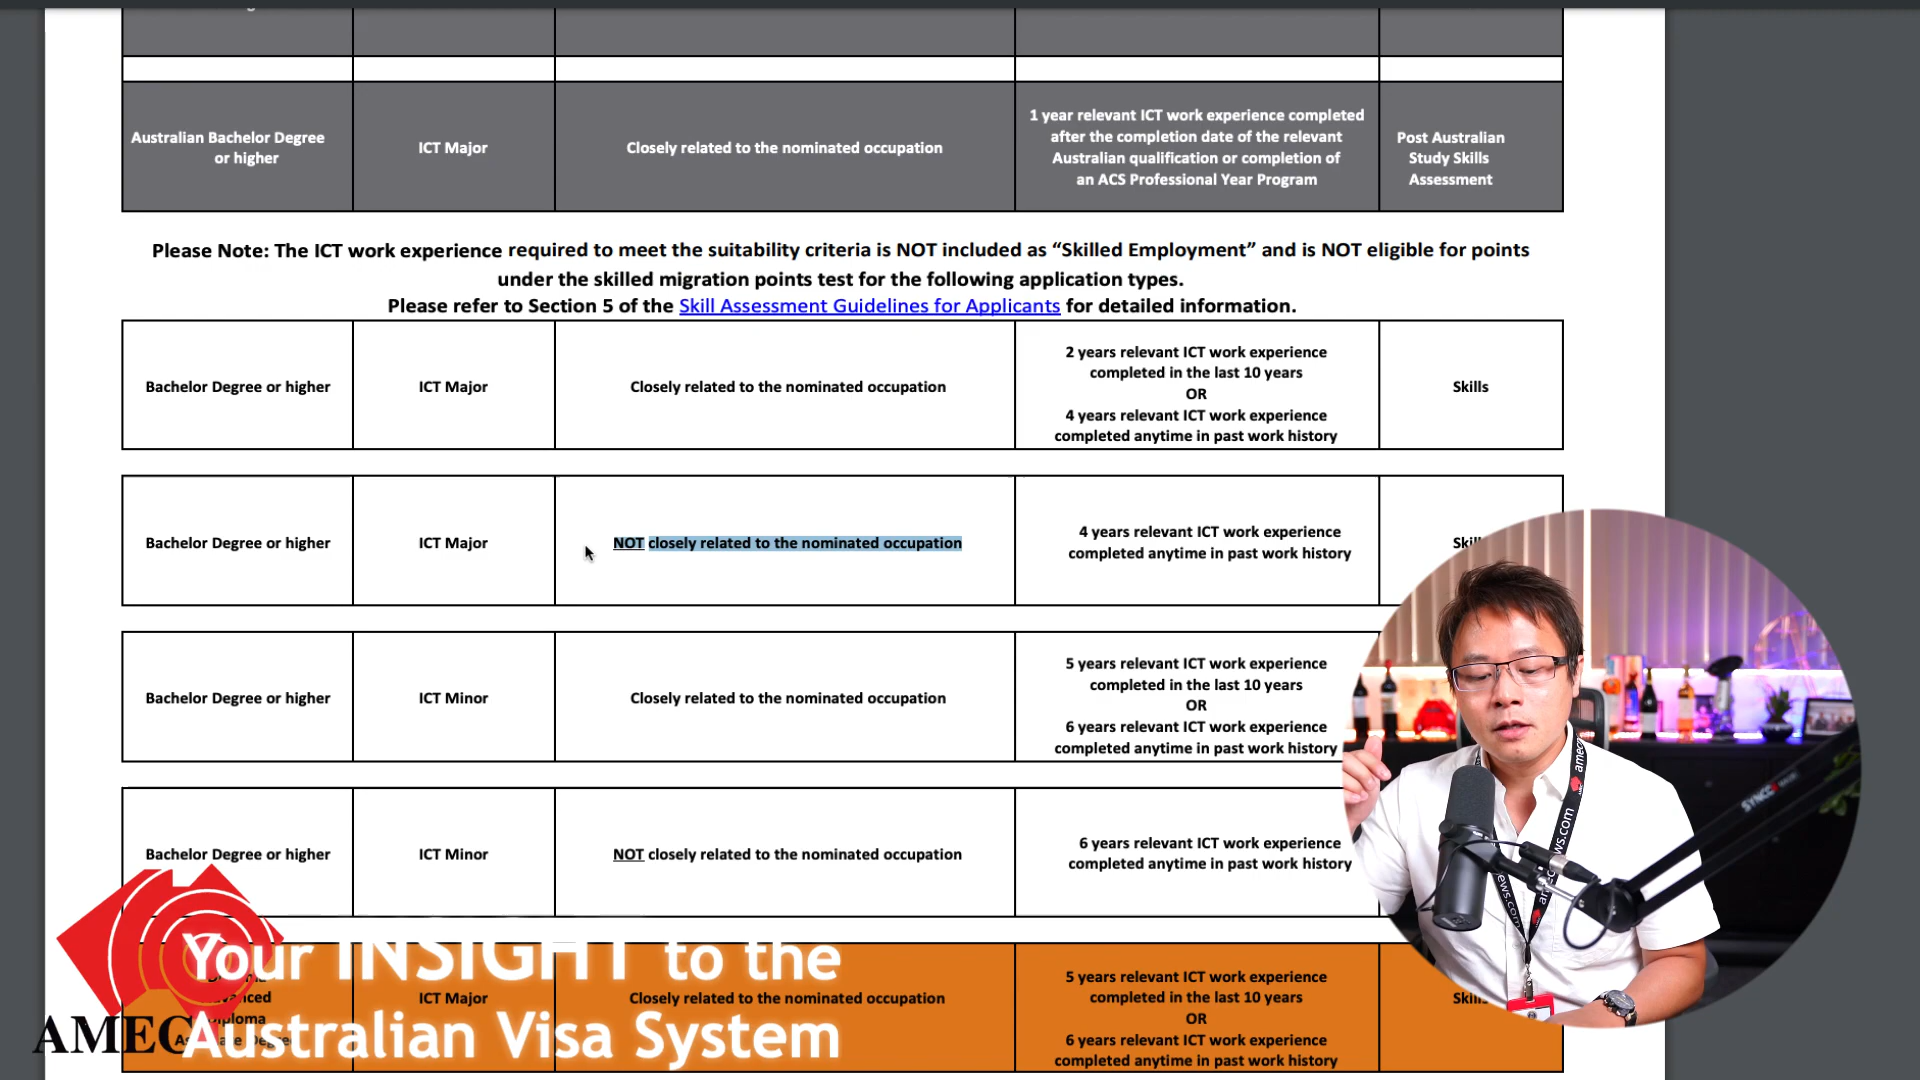 Australian Bachelor Degree
or higher
ICT Major
Closely related to the nominated occupation
1 year relevant ICT work experience completed
after the completion date of the relevant
Australian qualification or completion of
an ACS Professional Year Program
Post Australian
Study Skills
Assessment
Please Note: The ICT work experience required to meet the suitability criteria is NOT included as “Skilled Employment” and is NOT eligible for points
under the skilled migration points test for the following application types.
Please refer to Section 5 of the Skill Assessment Guidelines for Applicants for detailed information.
Bachelor Degree or higher
ICT Major
Closely related to the nominated occupation
2 years relevant ICT work experience
completed in the last 10 years
OR
4 years relevant ICT work experience
completed anytime in past work history
Skills
Bachelor Degree or higher
ICT Major
NOT closely related to the nominated occupation
4 years relevant ICT work experience
completed anytime in past work history
Bachelor Degree or higher
ICT Minor
Closely related to the nominated occupation
5 years relevant ICT work experience
completed in the last 10 years
OR
6 years relevant ICT work experience
completed anytime in past work history
Bachelor Degree or higher
ICT Minor
NOT closely related to the nominated occupation
6 years relevant ICT work experience
completed anytime in past work history
Diploma
ICT Major
Closely related to the nominated occupation
5 years relevant ICT work experience
completed in the last 10 years
OR
6 years relevant ICT work experience
completed anytime in past work history
AMEC
Your INSIGHT to the
Australian Visa System